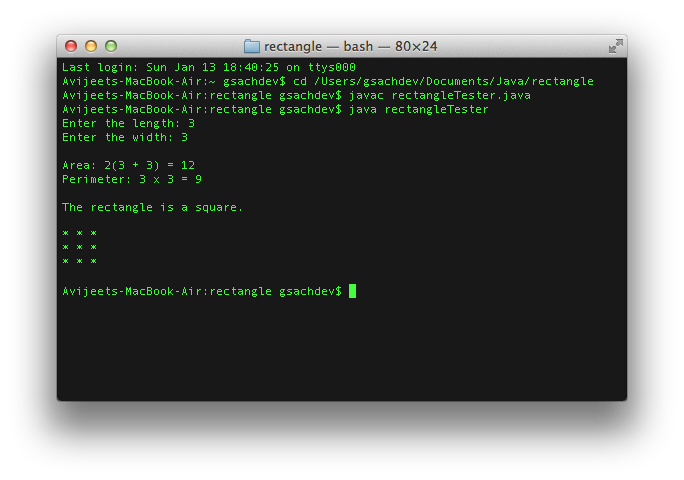 rectangle — bash — 80×24
Last login: Sun Jan 13 18:40:25 on ttys000
Avijeets-MacBook-Air:~ gsachdev$ cd /Users/gsachdev/Documents/Java/rectangle
Avijeets-MacBook-Air:rectangle gsachdev$ javac rectangleTester.java
Avijeets-MacBook-Air:rectangle gsachdev$ java rectangleTester
Enter the length: 3
Enter the width: 3
Area: 2(3 + 3) = 12
Perimeter: 3 x 3 = 9
The rectangle is a square.
* * *
* * *
* * *
Avijeets-MacBook-Air:rectangle gsachdev$